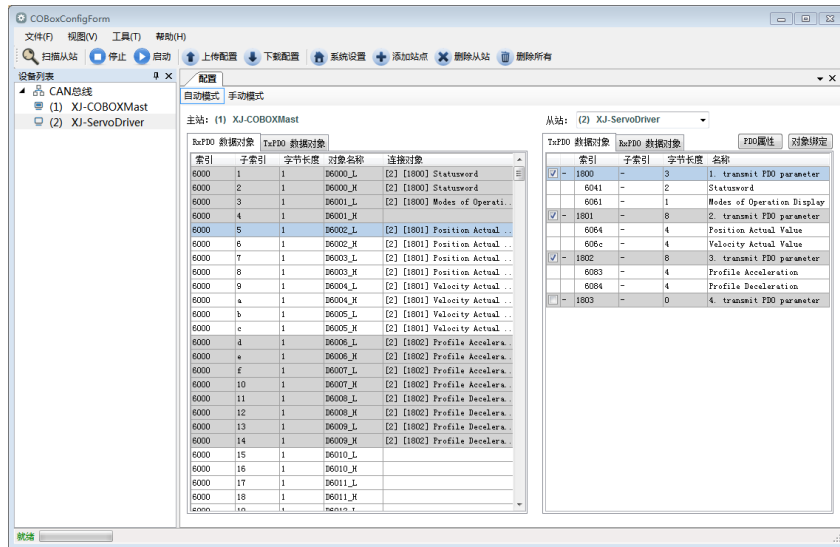 COBoxConfigForm
文件(F) 视图(V) 工具(T) 帮助(H)
扫描从站 停止 启动 上传配置 下载配置 系统设置 添加站点 删除从站 删除所有
设备列表
CAN总线
(1) XJ-COBOXMast
(2) XJ-ServoDriver
配置
自动模式 手动模式
主站: (1) XJ-COBOXMast
RxPDO 数据对象 TxPDO 数据对象
索引 子索引 字节长度 对象名称 连接对象
6000 1 1 D6000_L [2] [1800] Statusword
6000 2 1 D6000_H [2] [1800] Statusword
6000 3 1 D6001_L [2] [1800] Modes of Operati..
6000 4 1 D6001_H
6000 5 1 D6002_L [2] [1801] Position Actual ..
6000 6 1 D6002_H [2] [1801] Position Actual ..
6000 7 1 D6003_L [2] [1801] Position Actual ..
6000 8 1 D6003_H [2] [1801] Position Actual ..
6000 9 1 D6004_L [2] [1801] Velocity Actual ..
6000 a 1 D6004_H [2] [1801] Velocity Actual ..
6000 b 1 D6005_L [2] [1801] Velocity Actual ..
6000 c 1 D6005_H [2] [1801] Velocity Actual ..
6000 d 1 D6006_L [2] [1802] Profile Accelera..
6000 e 1 D6006_H [2] [1802] Profile Accelera..
6000 f 1 D6007_L [2] [1802] Profile Accelera..
6000 10 1 D6007_H [2] [1802] Profile Accelera..
6000 11 1 D6008_L [2] [1802] Profile Decelera..
6000 12 1 D6008_H [2] [1802] Profile Decelera..
6000 13 1 D6009_L [2] [1802] Profile Decelera..
6000 14 1 D6009_H [2] [1802] Profile Decelera..
6000 15 1 D6010_L
6000 16 1 D6010_H
6000 17 1 D6011_L
6000 18 1 D6011_H
6000 19 1 D6012_L
从站: (2) XJ-ServoDriver
TxPDO 数据对象 RxPDO 数据对象 PDO属性 对象绑定
索引 子索引 字节长度 名称
- 1800 - 3 1. transmit PDO parameter
6041 - 2 Statusword
6061 - 1 Modes of Operation Display
- 1801 - 8 2. transmit PDO parameter
6064 - 4 Position Actual Value
606c - 4 Velocity Actual Value
- 1802 - 8 3. transmit PDO parameter
6083 - 4 Profile Acceleration
6084 - 4 Profile Deceleration
- 1803 - 0 4. transmit PDO parameter
就绪